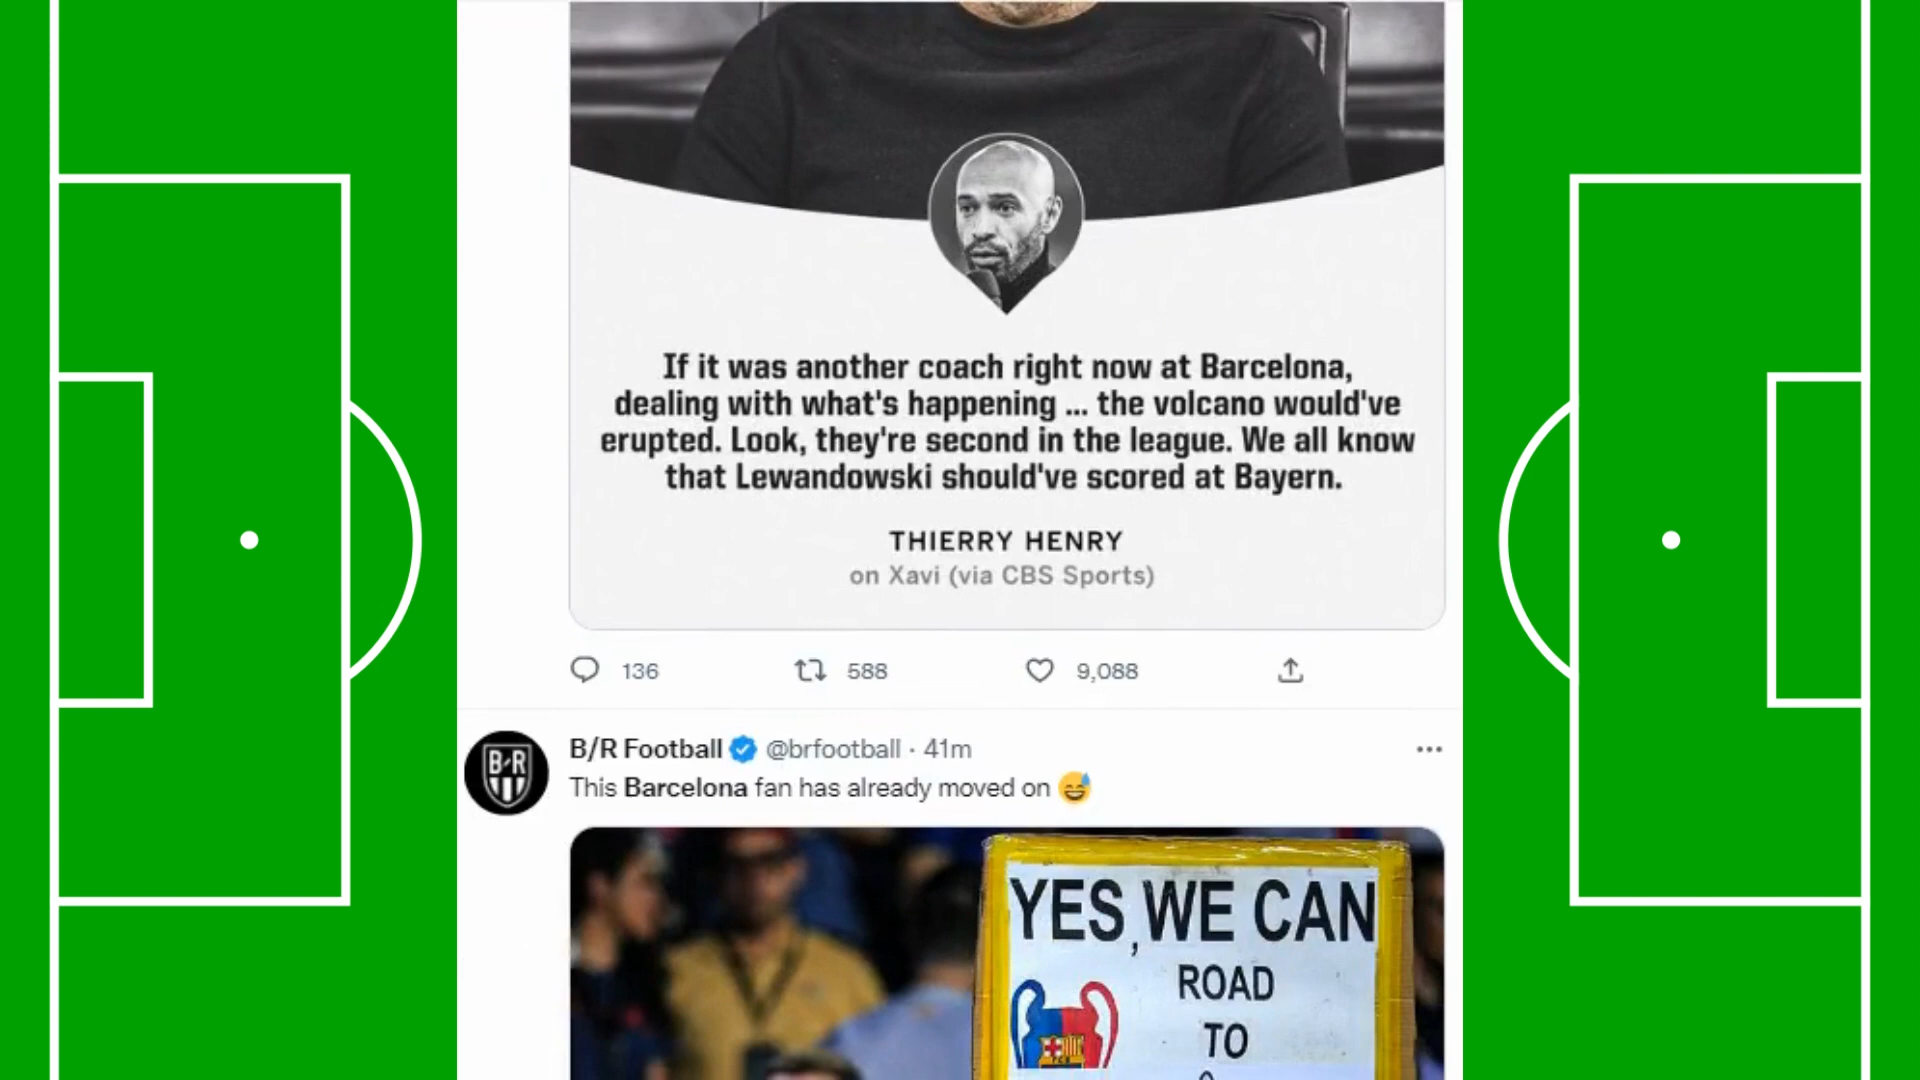 If it was another coach right now at Barcelona,
dealing with what's happening ... the volcano would've
erupted. Look, they're second in the league. We all know
that Lewandowski should've scored at Bayern.
THIERRY HENRY
on Xavi (via CBS Sports)
136 588 9,088
B/R Football @brfootball · 41m
B/R
This Barcelona fan has already moved on 😅
YES, WE CAN
ROAD
TO
FCB